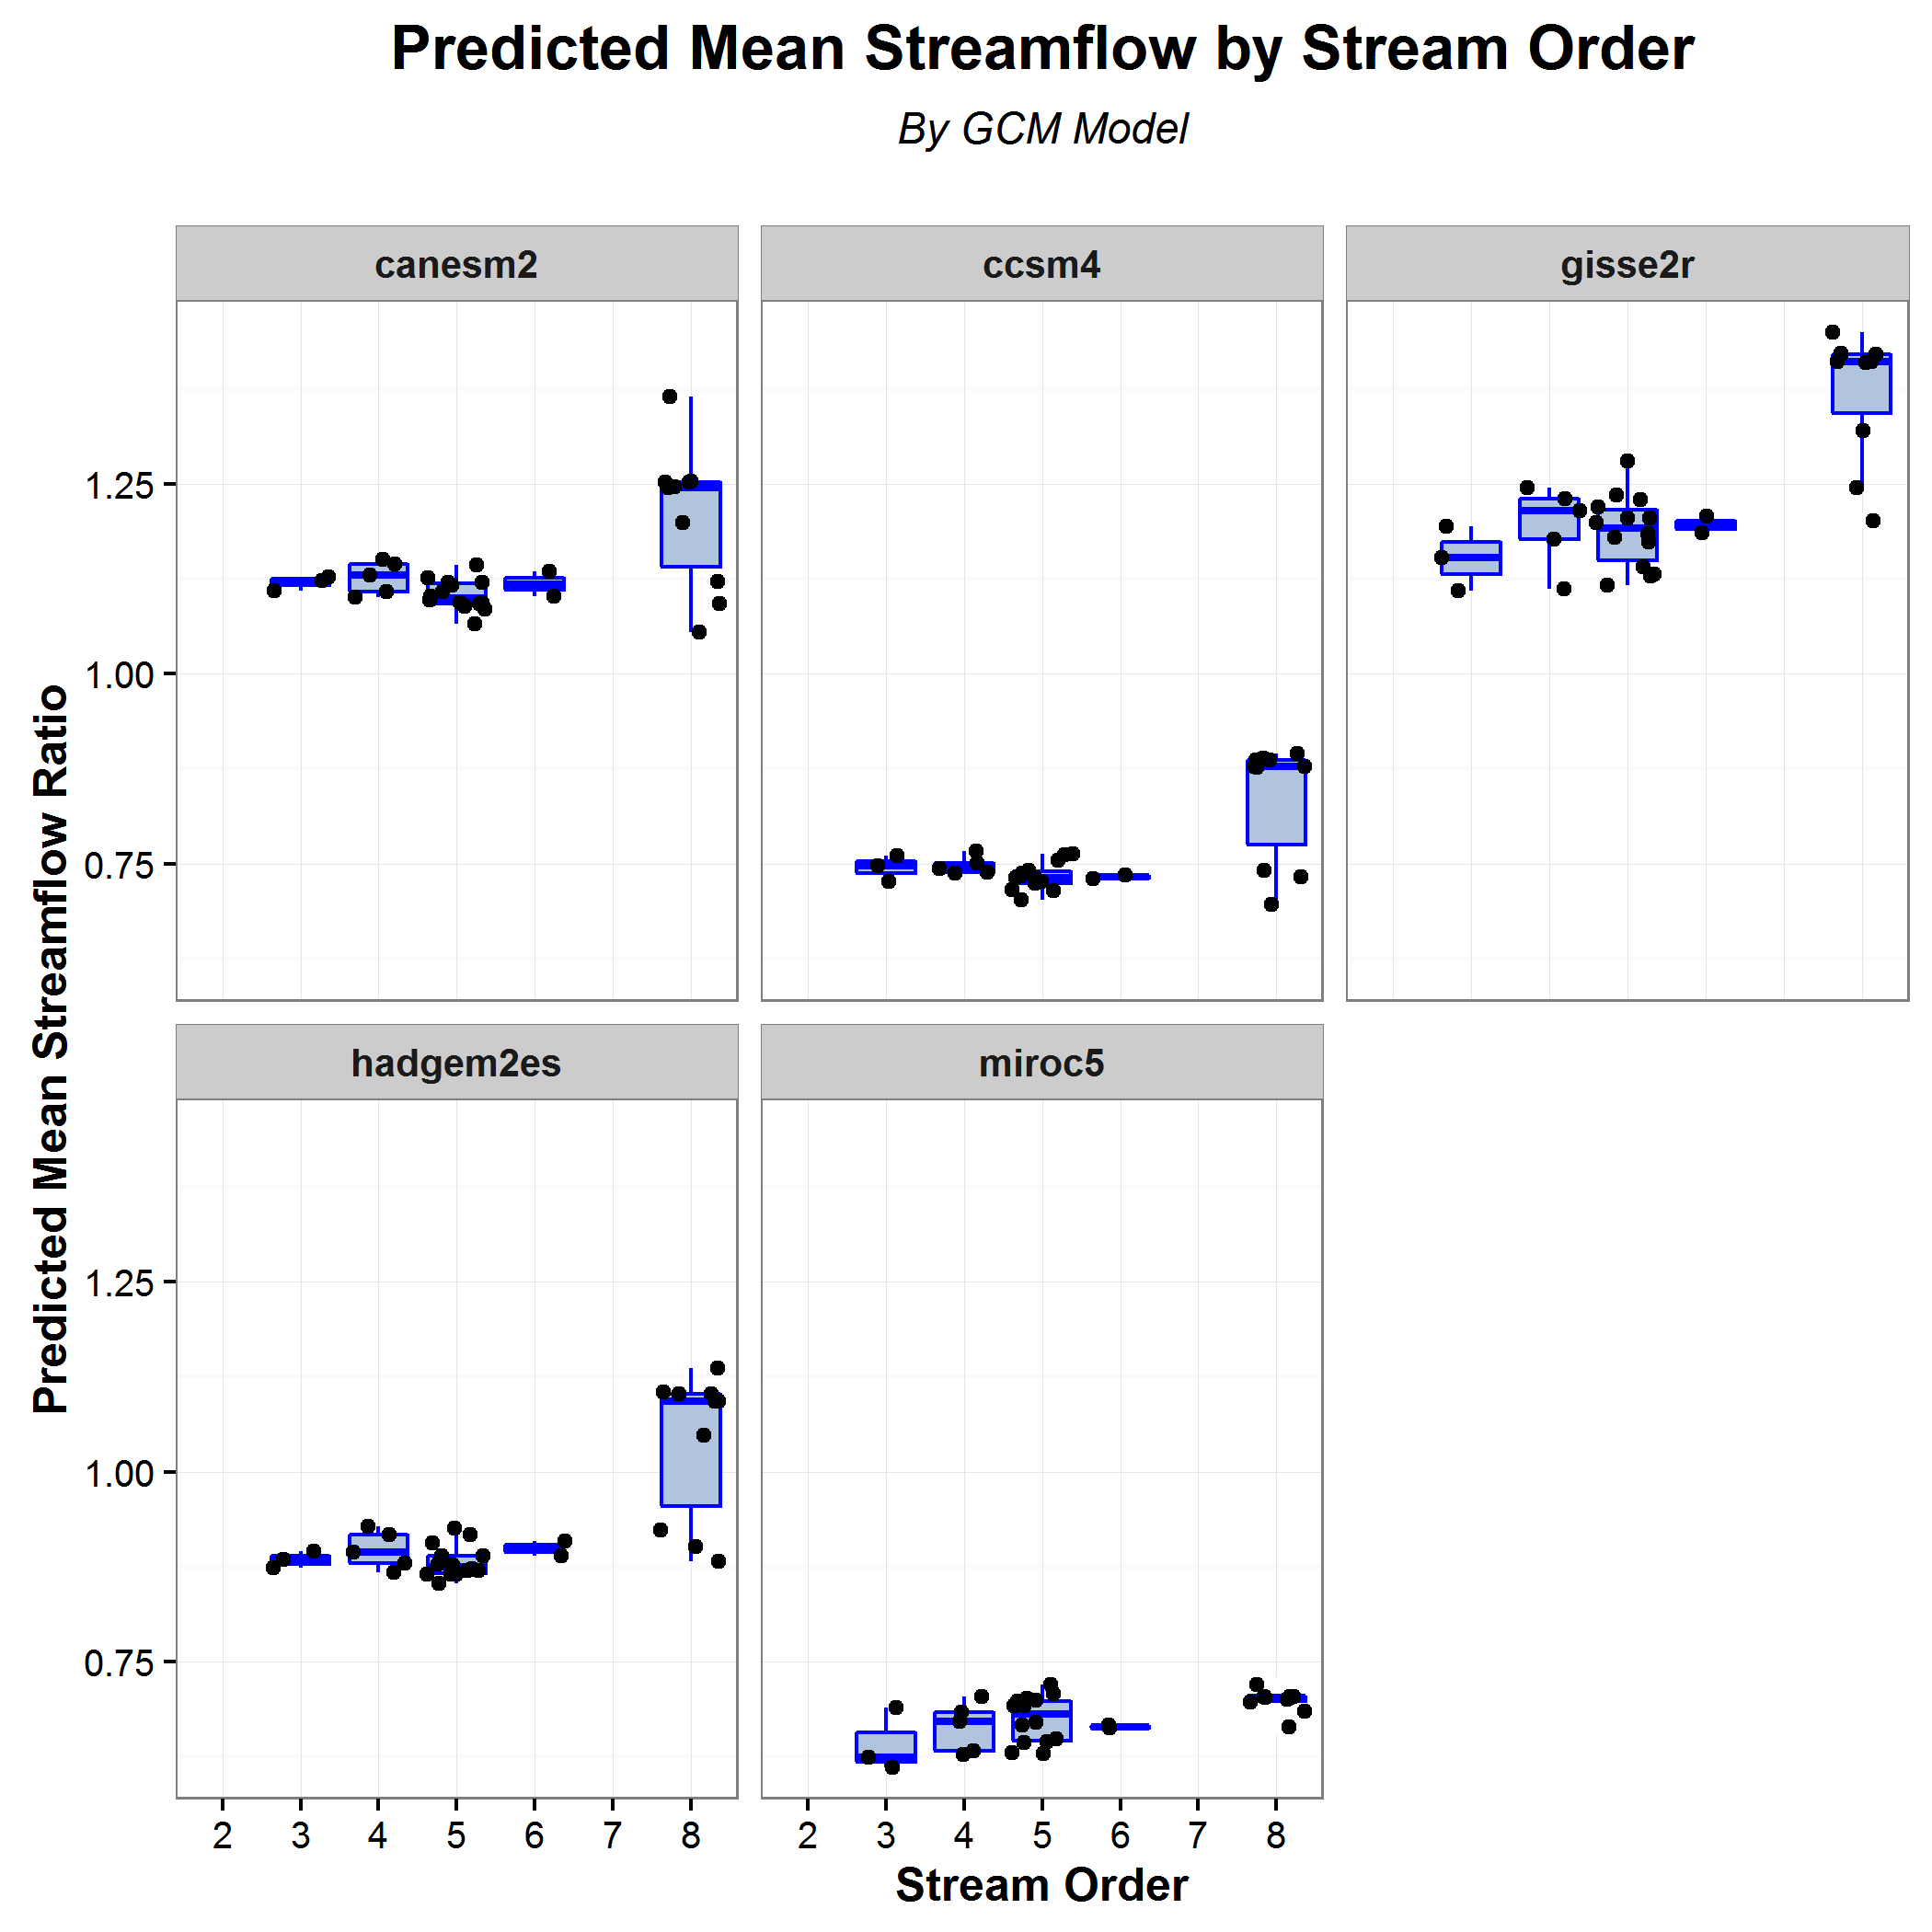 Predicted Mean Streamflow by Stream Order
By GCM Model
canesm2
ccsm4
gisse2r
1.25
1.00
0.75
hadgem2es
miroc5
1.25
1.00
0.75
2 3 4 5 6 7 8
2 3 4 5 6 7 8
Stream Order
Predicted Mean Streamflow Ratio